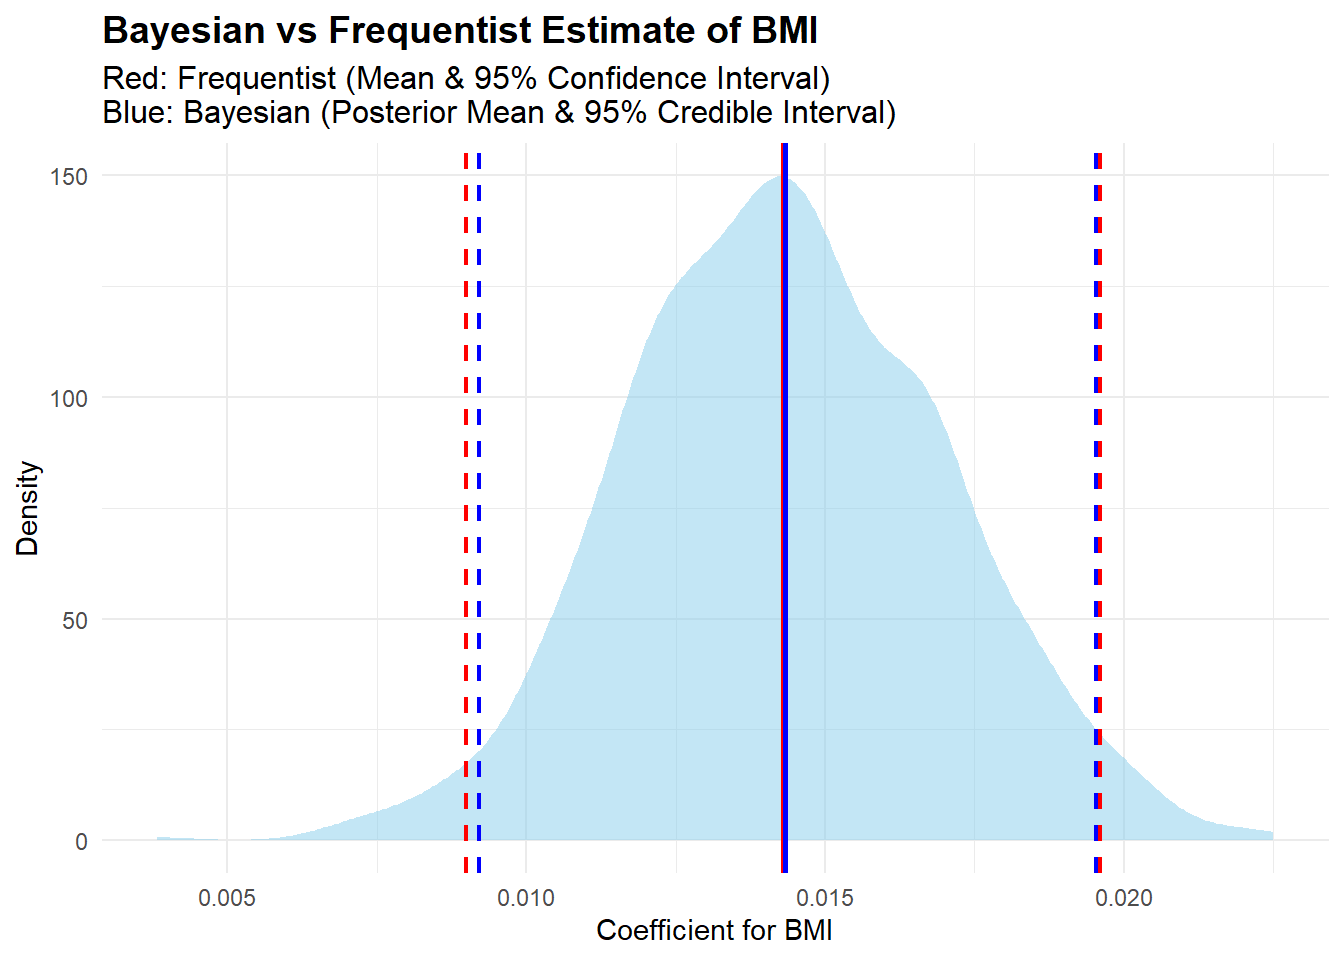 Bayesian vs Frequentist Estimate of BMI
Red: Frequentist (Mean & 95% Confidence Interval)
Blue: Bayesian (Posterior Mean & 95% Credible Interval)
150
100
50
0
Density
0.005
0.010
0.015
0.020
Coefficient for BMI